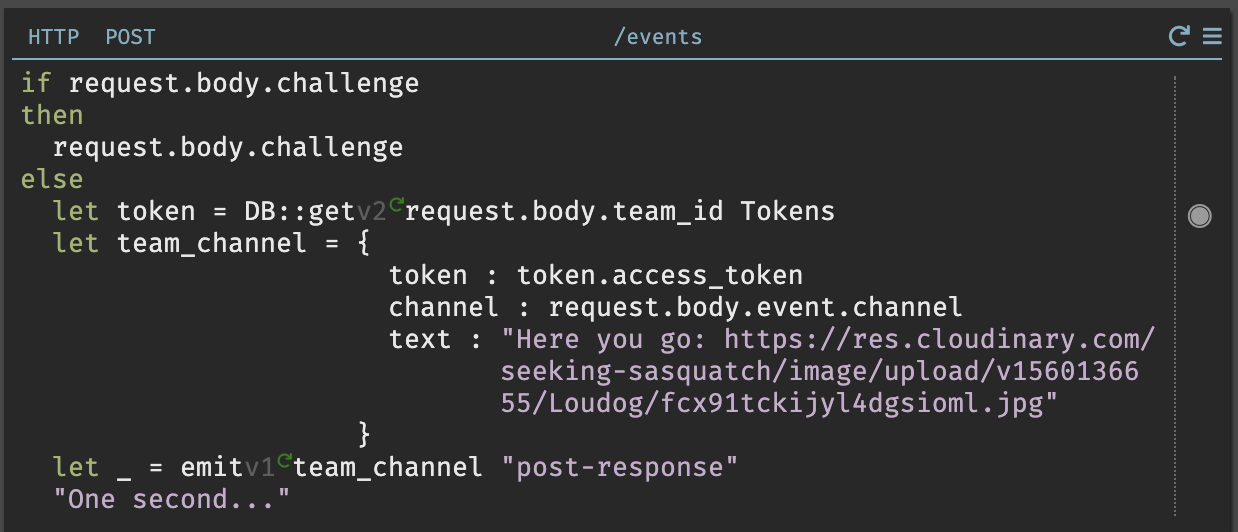 HTTP POST /events
if request.body.challenge
then
request.body.challenge
else
let token = DB::getv2 request.body.team_id Tokens
let team_channel = {
token : token.access_token
channel : request.body.event.channel
text : "Here you go: https://res.cloudinary.com/
seeking-sasquatch/image/upload/v15601366
55/Loudog/fcx91tckijyl4dgsioml.jpg"
}
let _ = emitv1 team_channel "post-response"
"One second..."